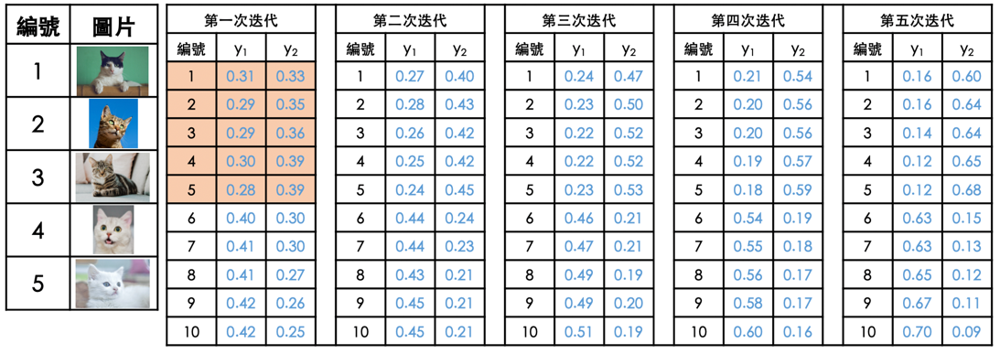 編號 圖片
1
2
3
4
5
第一次迭代 第二次迭代 第三次迭代 第四次迭代 第五次迭代
編號 y₁ y₂ 編號 y₁ y₂ 編號 y₁ y₂ 編號 y₁ y₂ 編號 y₁ y₂
1 0.31 0.33 1 0.27 0.40 1 0.24 0.47 1 0.21 0.54 1 0.16 0.60
2 0.29 0.35 2 0.28 0.43 2 0.23 0.50 2 0.20 0.56 2 0.16 0.64
3 0.29 0.36 3 0.26 0.42 3 0.22 0.52 3 0.20 0.56 3 0.14 0.64
4 0.30 0.39 4 0.25 0.42 4 0.22 0.52 4 0.19 0.57 4 0.12 0.65
5 0.28 0.39 5 0.24 0.45 5 0.23 0.53 5 0.18 0.59 5 0.12 0.68
6 0.40 0.30 6 0.44 0.24 6 0.46 0.21 6 0.54 0.19 6 0.63 0.15
7 0.41 0.30 7 0.44 0.23 7 0.47 0.21 7 0.55 0.18 7 0.63 0.13
8 0.41 0.27 8 0.43 0.21 8 0.49 0.19 8 0.56 0.17 8 0.65 0.12
9 0.42 0.26 9 0.45 0.21 9 0.49 0.20 9 0.58 0.17 9 0.67 0.11
10 0.42 0.25 10 0.45 0.21 10 0.51 0.19 10 0.60 0.16 10 0.70 0.09